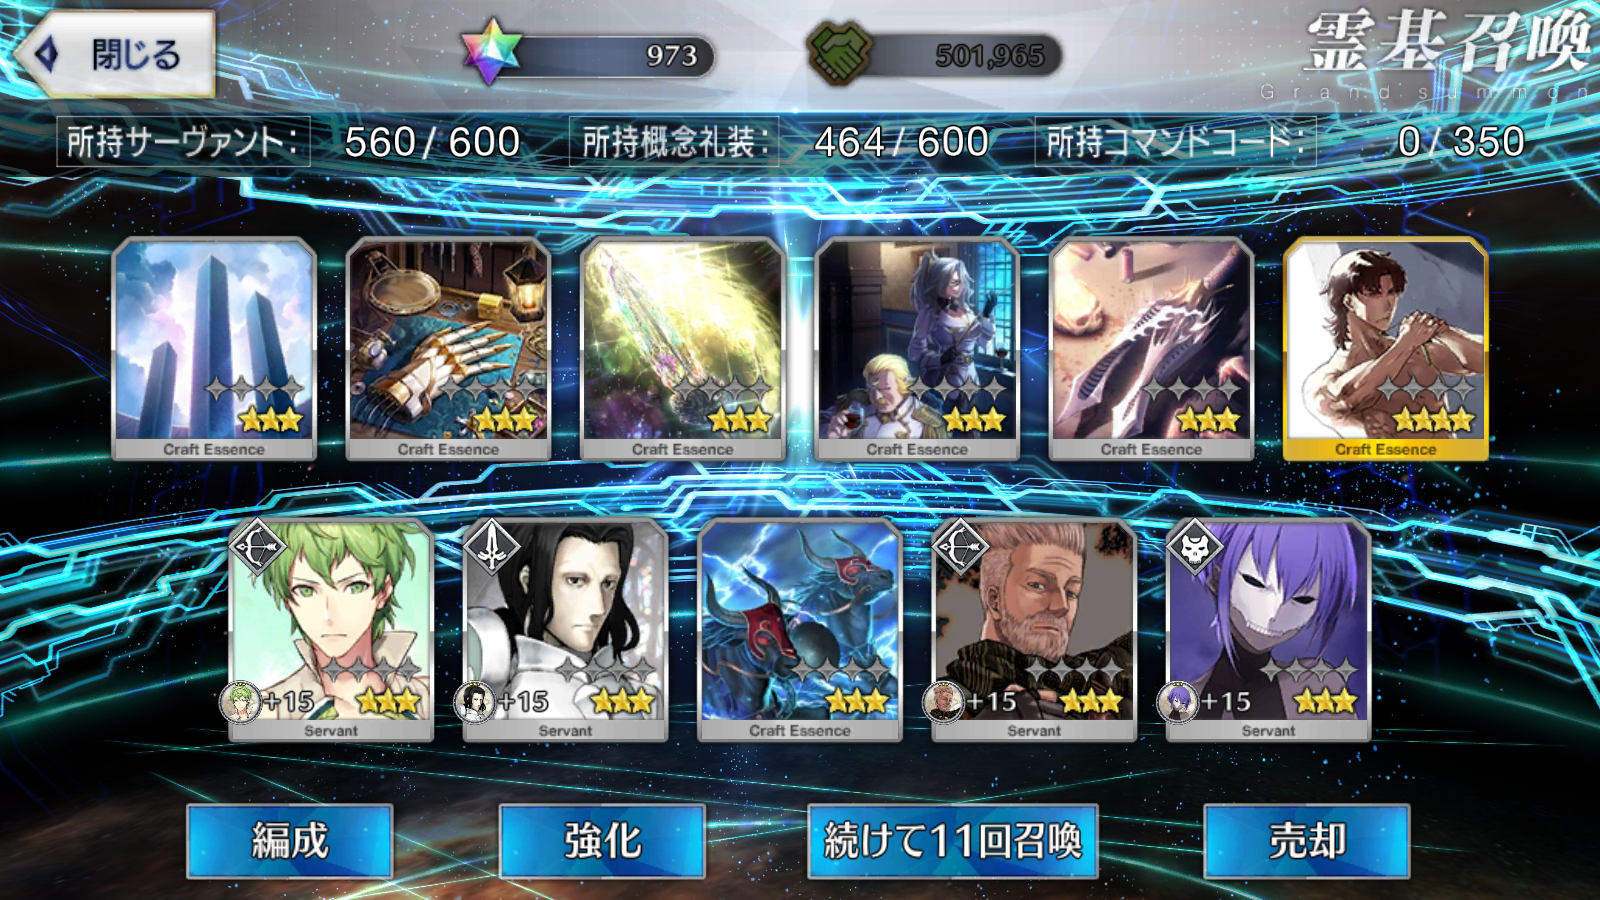 閉じる
973
501,965
霊基召喚
Grand summon
所持サーヴァント:
560 / 600
所持概念礼装:
464 / 600
所持コマンドコード:
0 / 350
Craft Essence
Craft Essence
Craft Essence
Craft Essence
Craft Essence
Craft Essence
+15
Servant
+15
Servant
Craft Essence
+15
Servant
+15
Servant
編成
強化
続けて11回召喚
売却